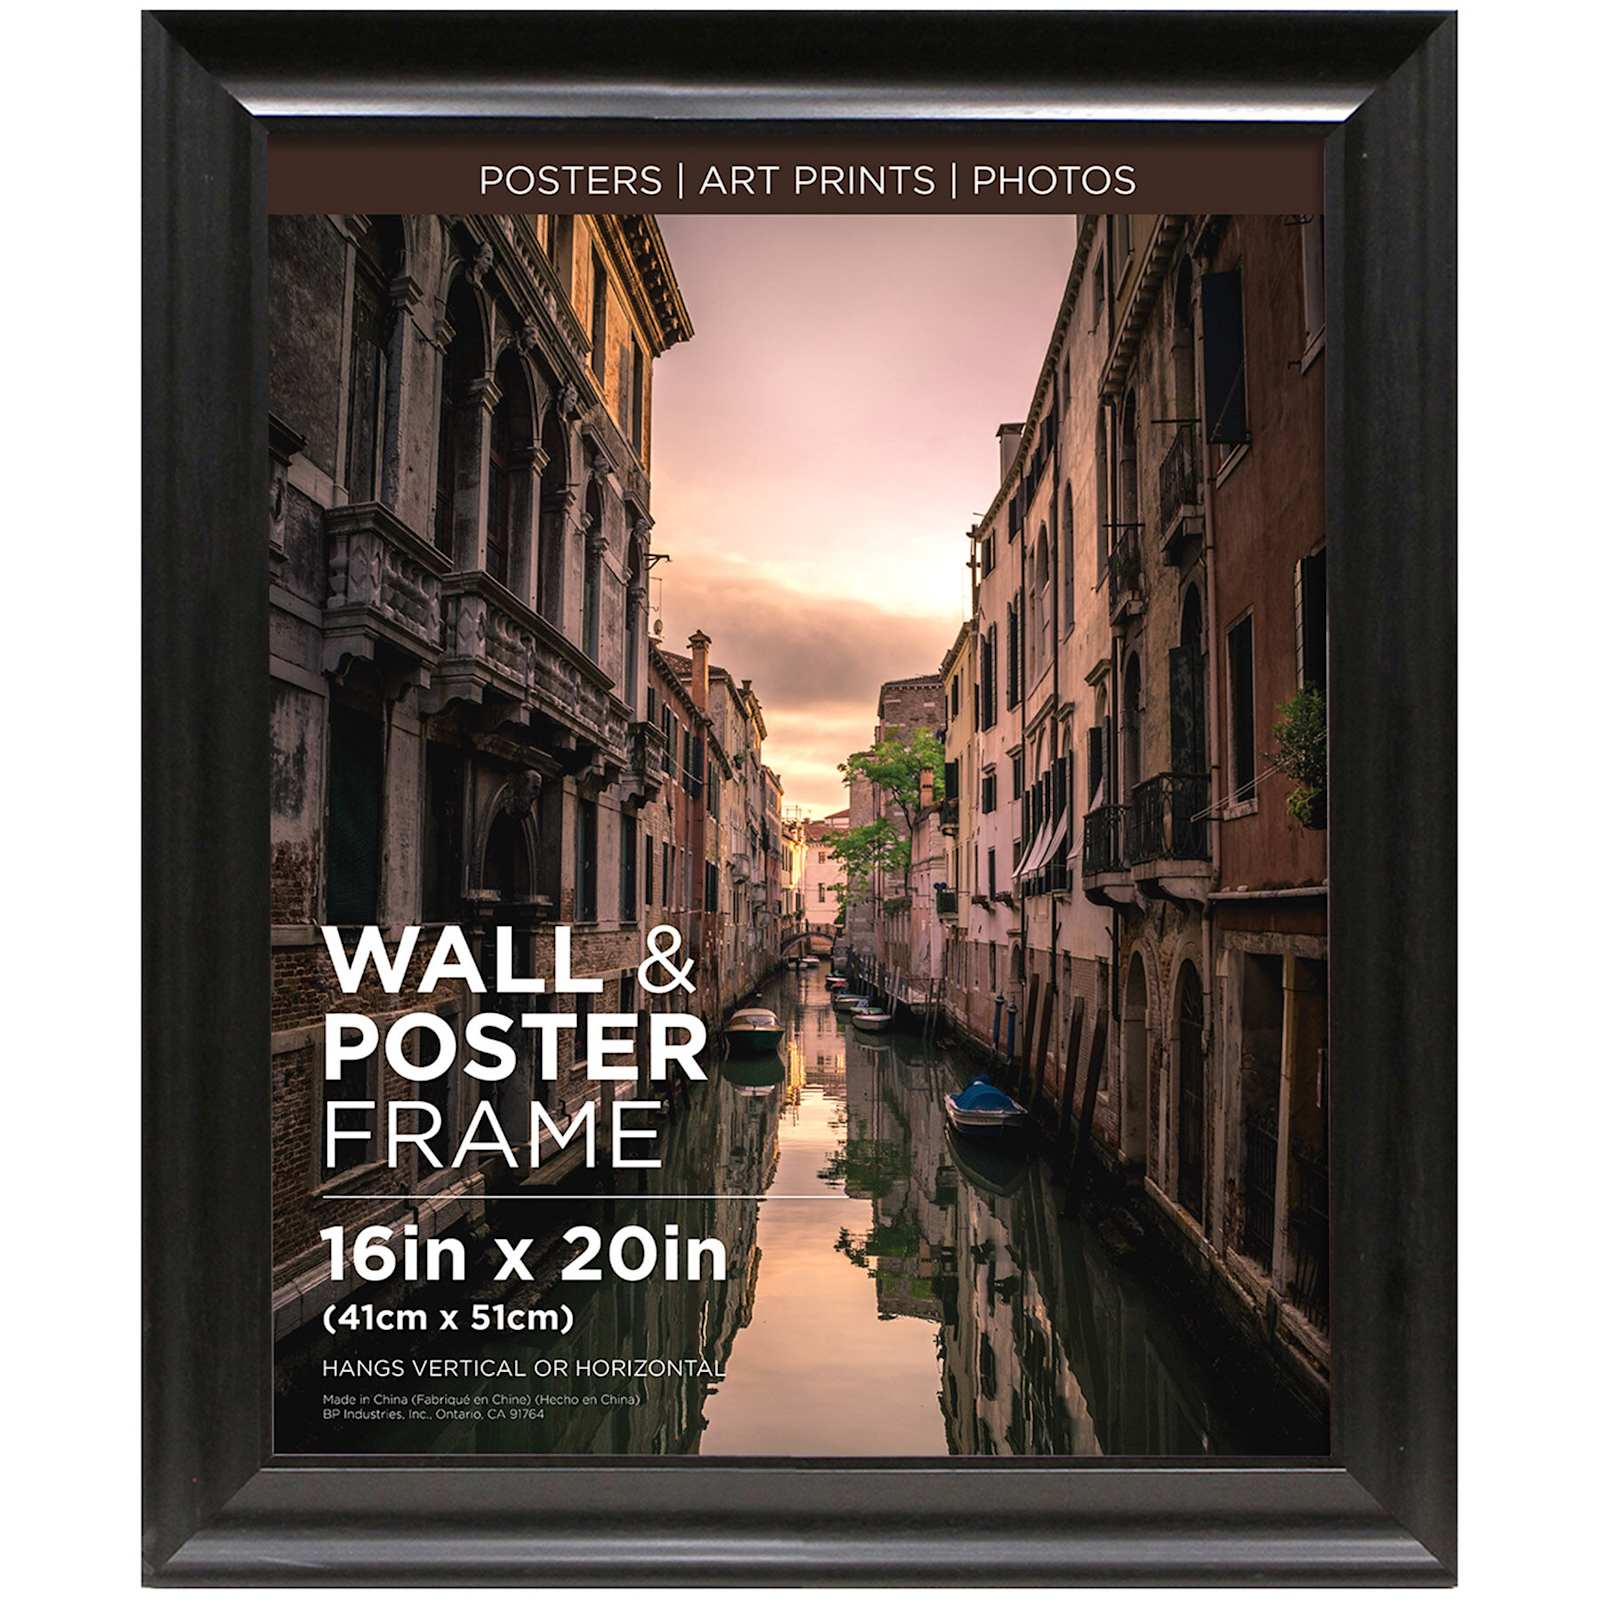 POSTERS | ART PRINTS | PHOTOS
WALL &
POSTER
FRAME
16in x 20in
(41cm x 51cm)
HANGS VERTICAL OR HORIZONTAL
Made in China (Fabriqué en Chine) (Hecho en China)
BP Industries, Inc., Ontario, CA 91764